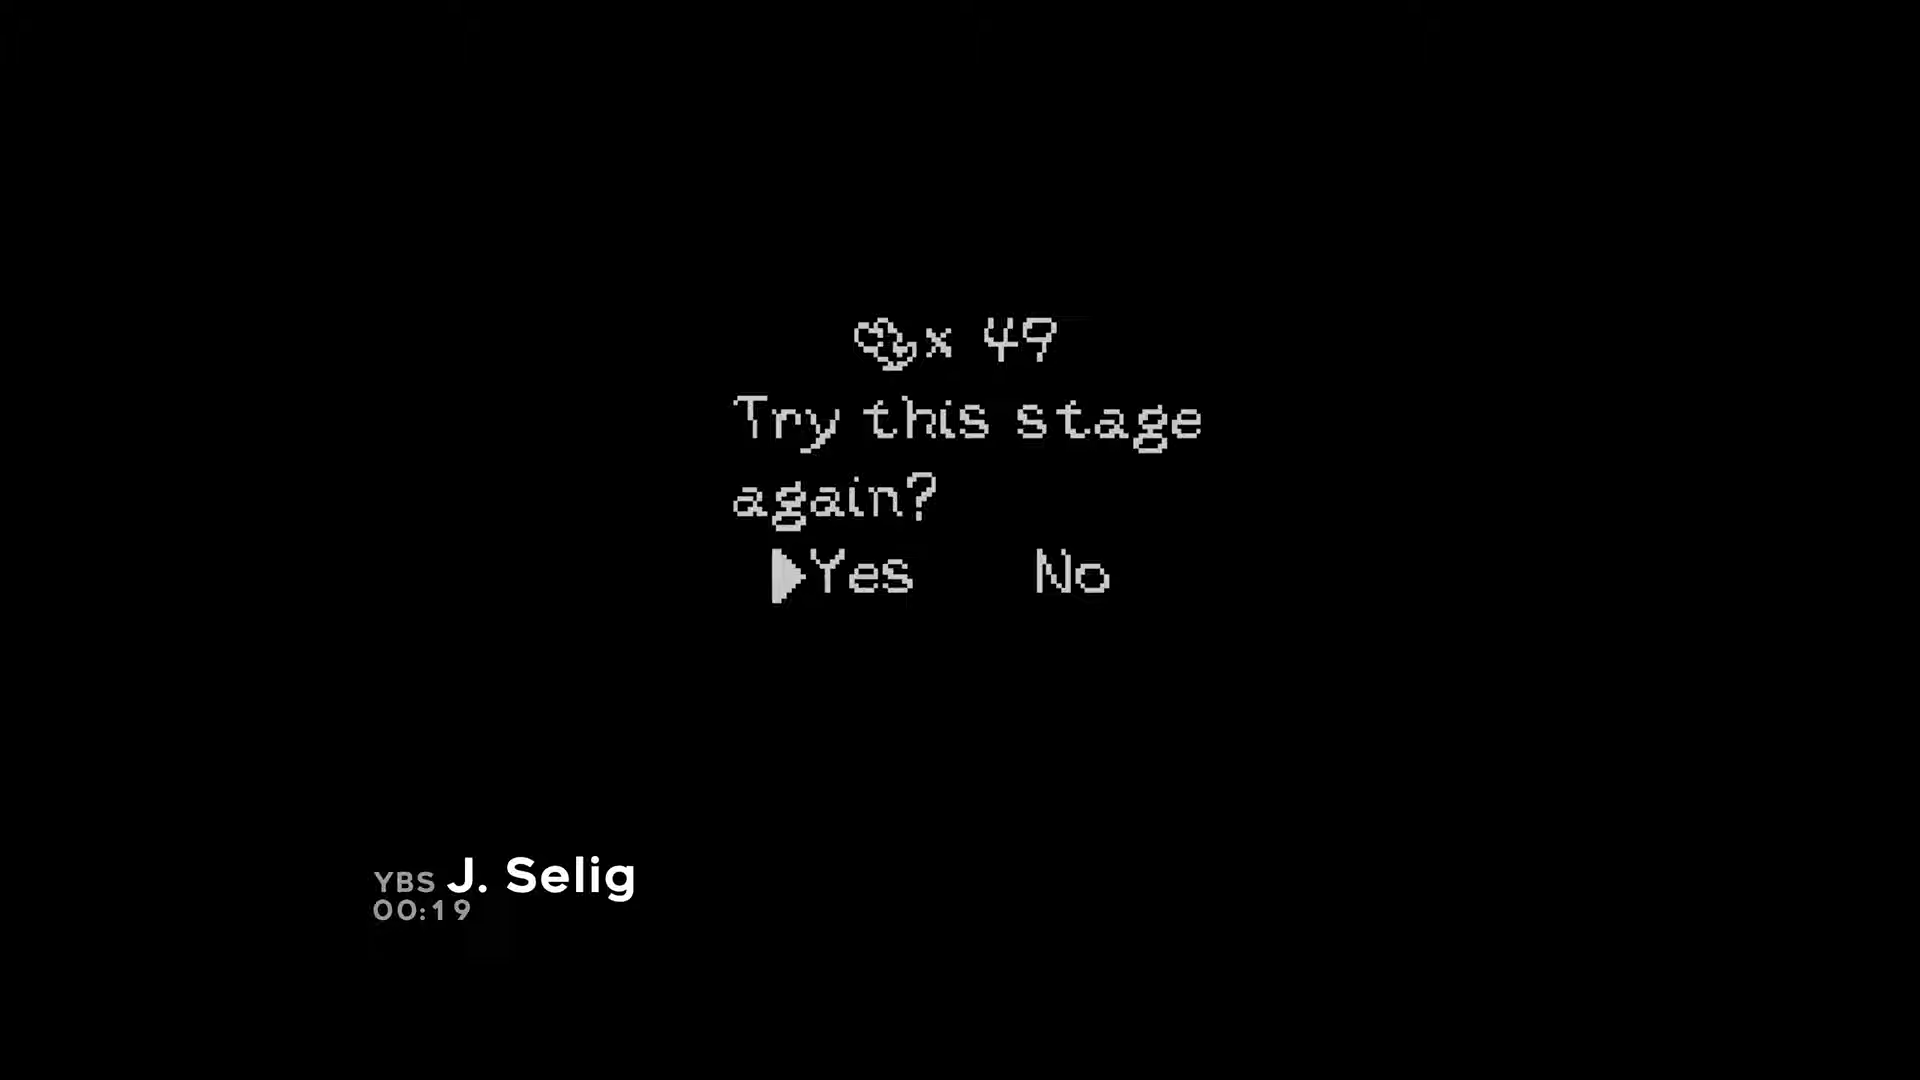 x 49
Try this stage
again?
Yes No
YBS J. Selig
00:19